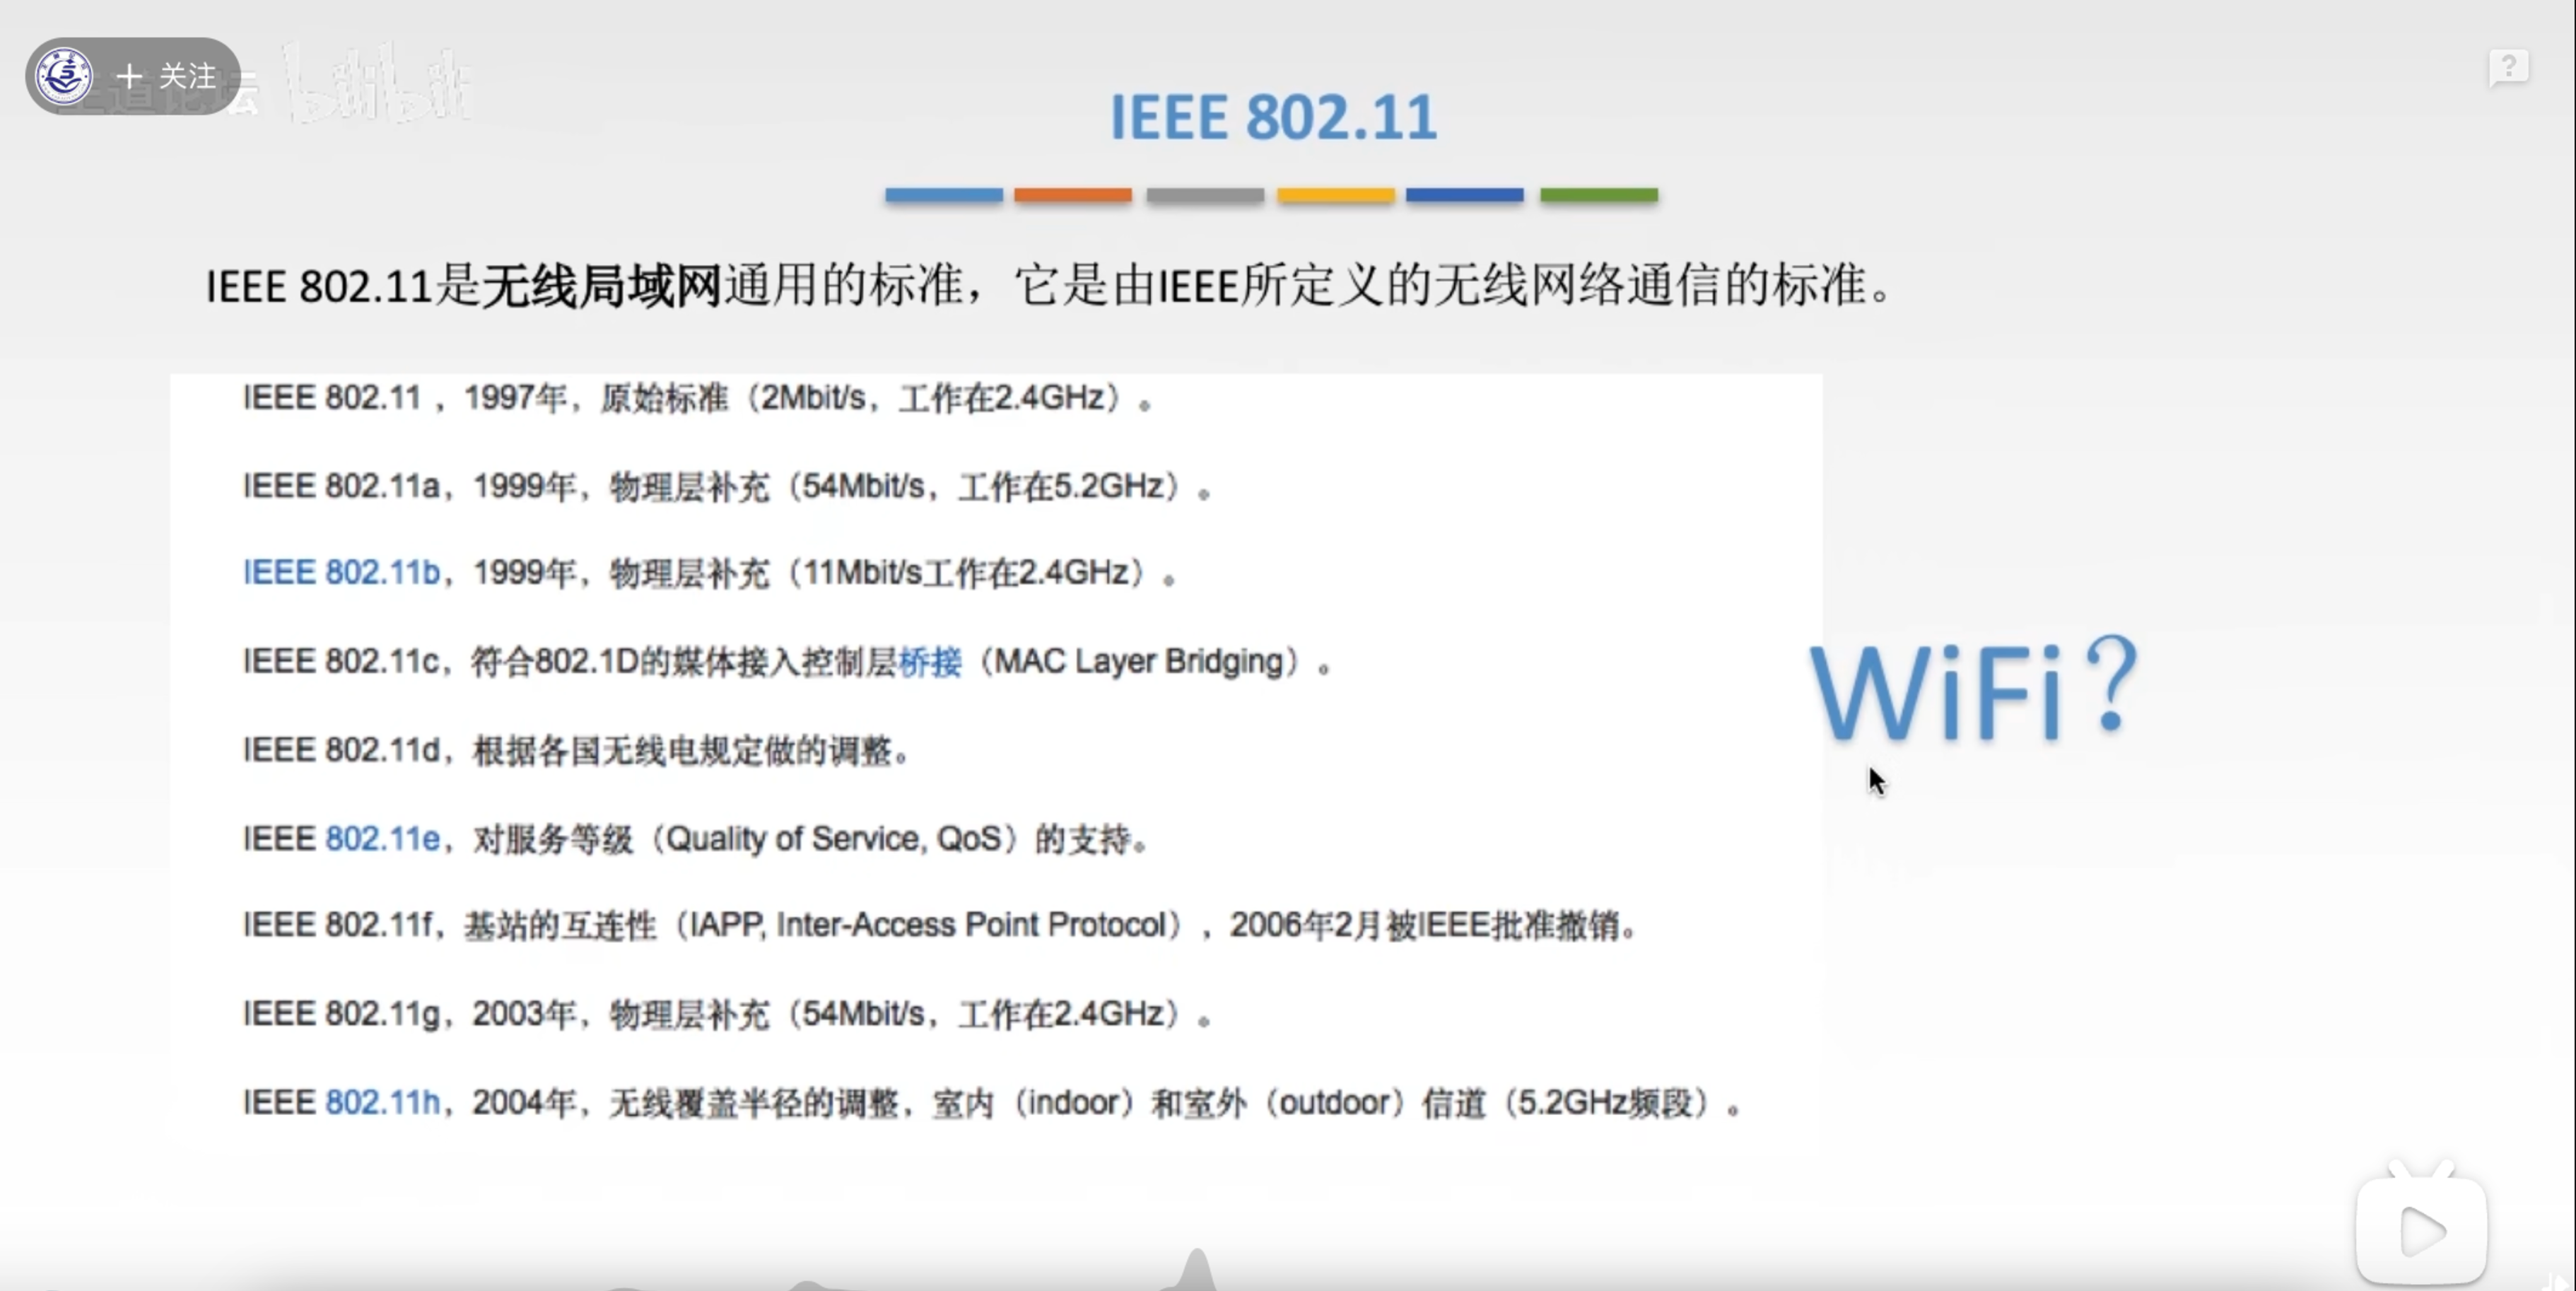 + 关注
bilibili
IEEE 802.11
IEEE 802.11是无线局域网通用的标准，它是由IEEE所定义的无线网络通信的标准。
IEEE 802.11 ，1997年，原始标准（2Mbit/s，工作在2.4GHz）。
IEEE 802.11a，1999年，物理层补充（54Mbit/s，工作在5.2GHz）。
IEEE 802.11b，1999年，物理层补充（11Mbit/s工作在2.4GHz）。
IEEE 802.11c，符合802.1D的媒体接入控制层桥接（MAC Layer Bridging）。
IEEE 802.11d，根据各国无线电规定做的调整。
IEEE 802.11e，对服务等级（Quality of Service, QoS）的支持。
IEEE 802.11f，基站的互连性（IAPP, Inter-Access Point Protocol），2006年2月被IEEE批准撤销。
IEEE 802.11g，2003年，物理层补充（54Mbit/s，工作在2.4GHz）。
IEEE 802.11h，2004年，无线覆盖半径的调整，室内（indoor）和室外（outdoor）信道（5.2GHz频段）。
WiFi？